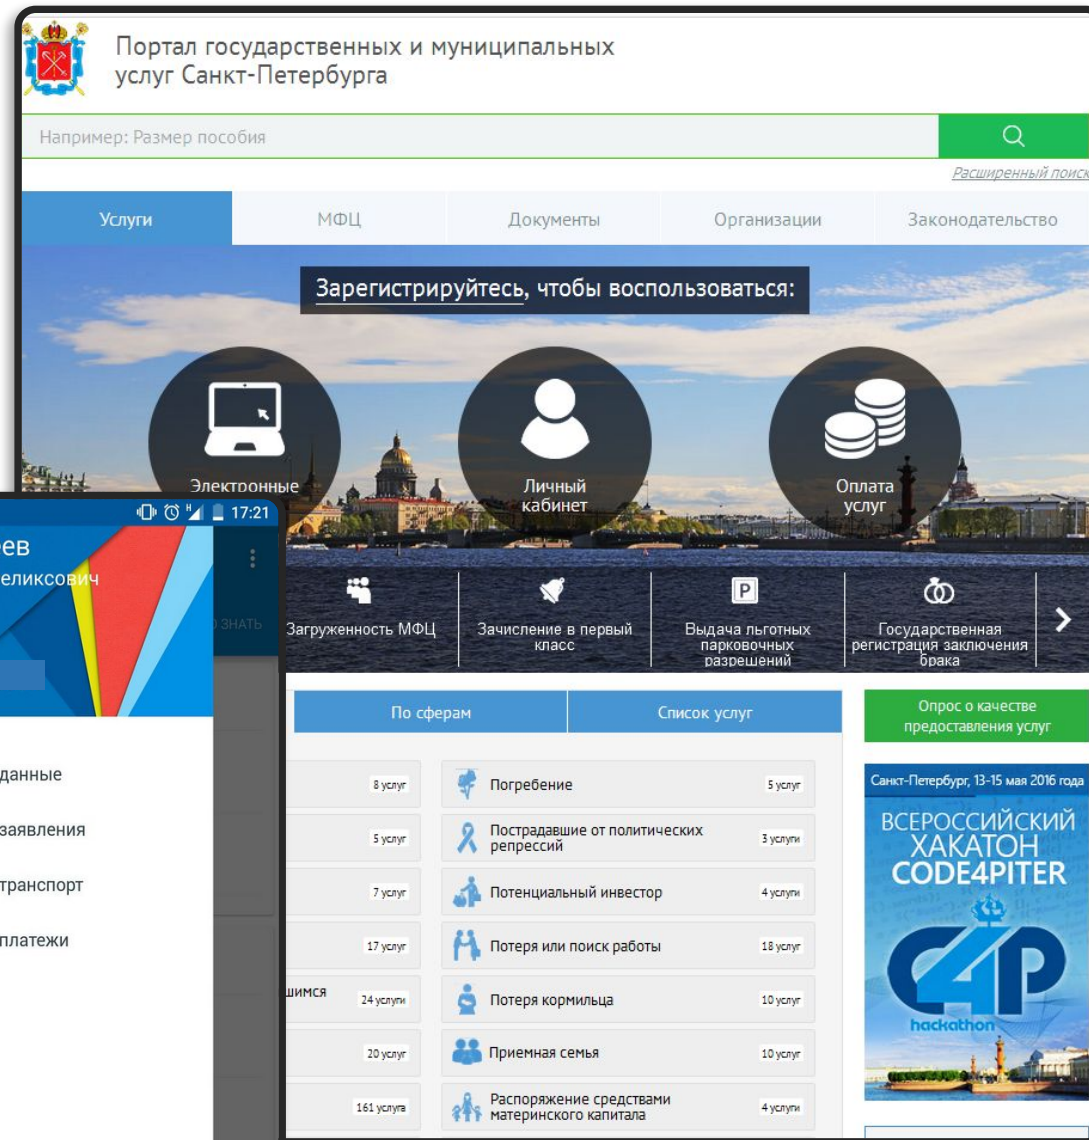 Портал государственных и муниципальных
услуг Санкт-Петербурга
Например: Размер пособия
Расширенный поиск
Услуги
МФЦ
Документы
Организации
Законодательство
Зарегистрируйтесь, чтобы воспользоваться:
Электронные
Личный
кабинет
Оплата
услуг
Загруженность МФЦ
Зачисление в первый
класс
Выдача льготных
парковочных
разрешений
Государственная
регистрация заключения
брака
17:21
еев
еликсович
О ЗНАТЬ
данные
заявления
транспорт
платежи
По сферам
Список услуг
8 услуг
5 услуг
7 услуг
17 услуг
шимся
24 услуги
20 услуг
161 услуга
Погребение
5 услуг
Пострадавшие от политических
репрессий
3 услуги
Потенциальный инвестор
4 услуги
Потеря или поиск работы
18 услуг
Потеря кормильца
10 услуг
Приемная семья
10 услуг
Распоряжение средствами
материнского капитала
4 услуги
Опрос о качестве
предоставления услуг
Санкт-Петербург, 13-15 мая 2016 года
ВСЕРОССИЙСКИЙ
ХАКАТОН
CODE4PITER
C4P
hackathon